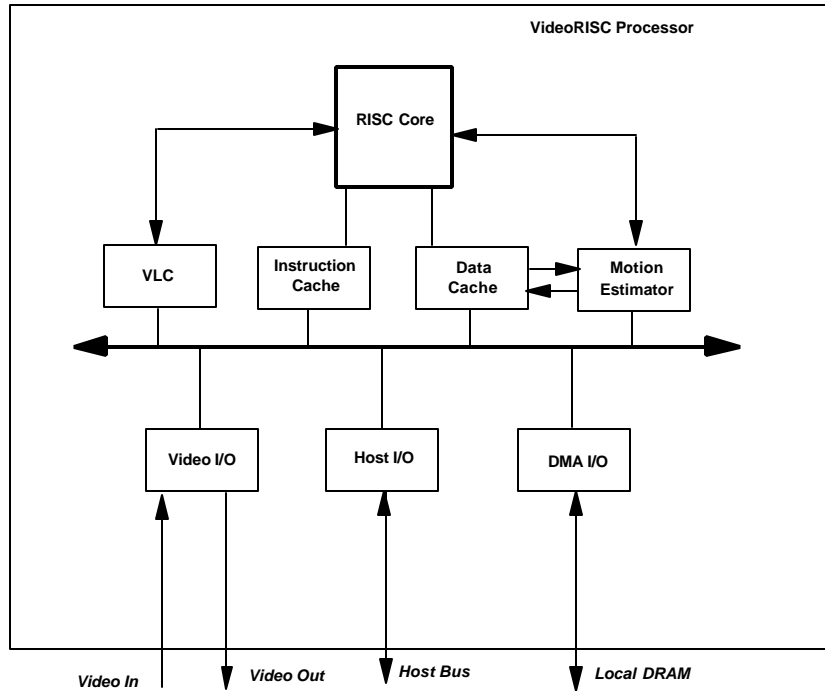 VideoRISC Processor
RISC Core
VLC
Instruction
Cache
Data
Cache
Motion
Estimator
Video I/O
Host I/O
DMA I/O
Video In
Video Out
Host Bus
Local DRAM